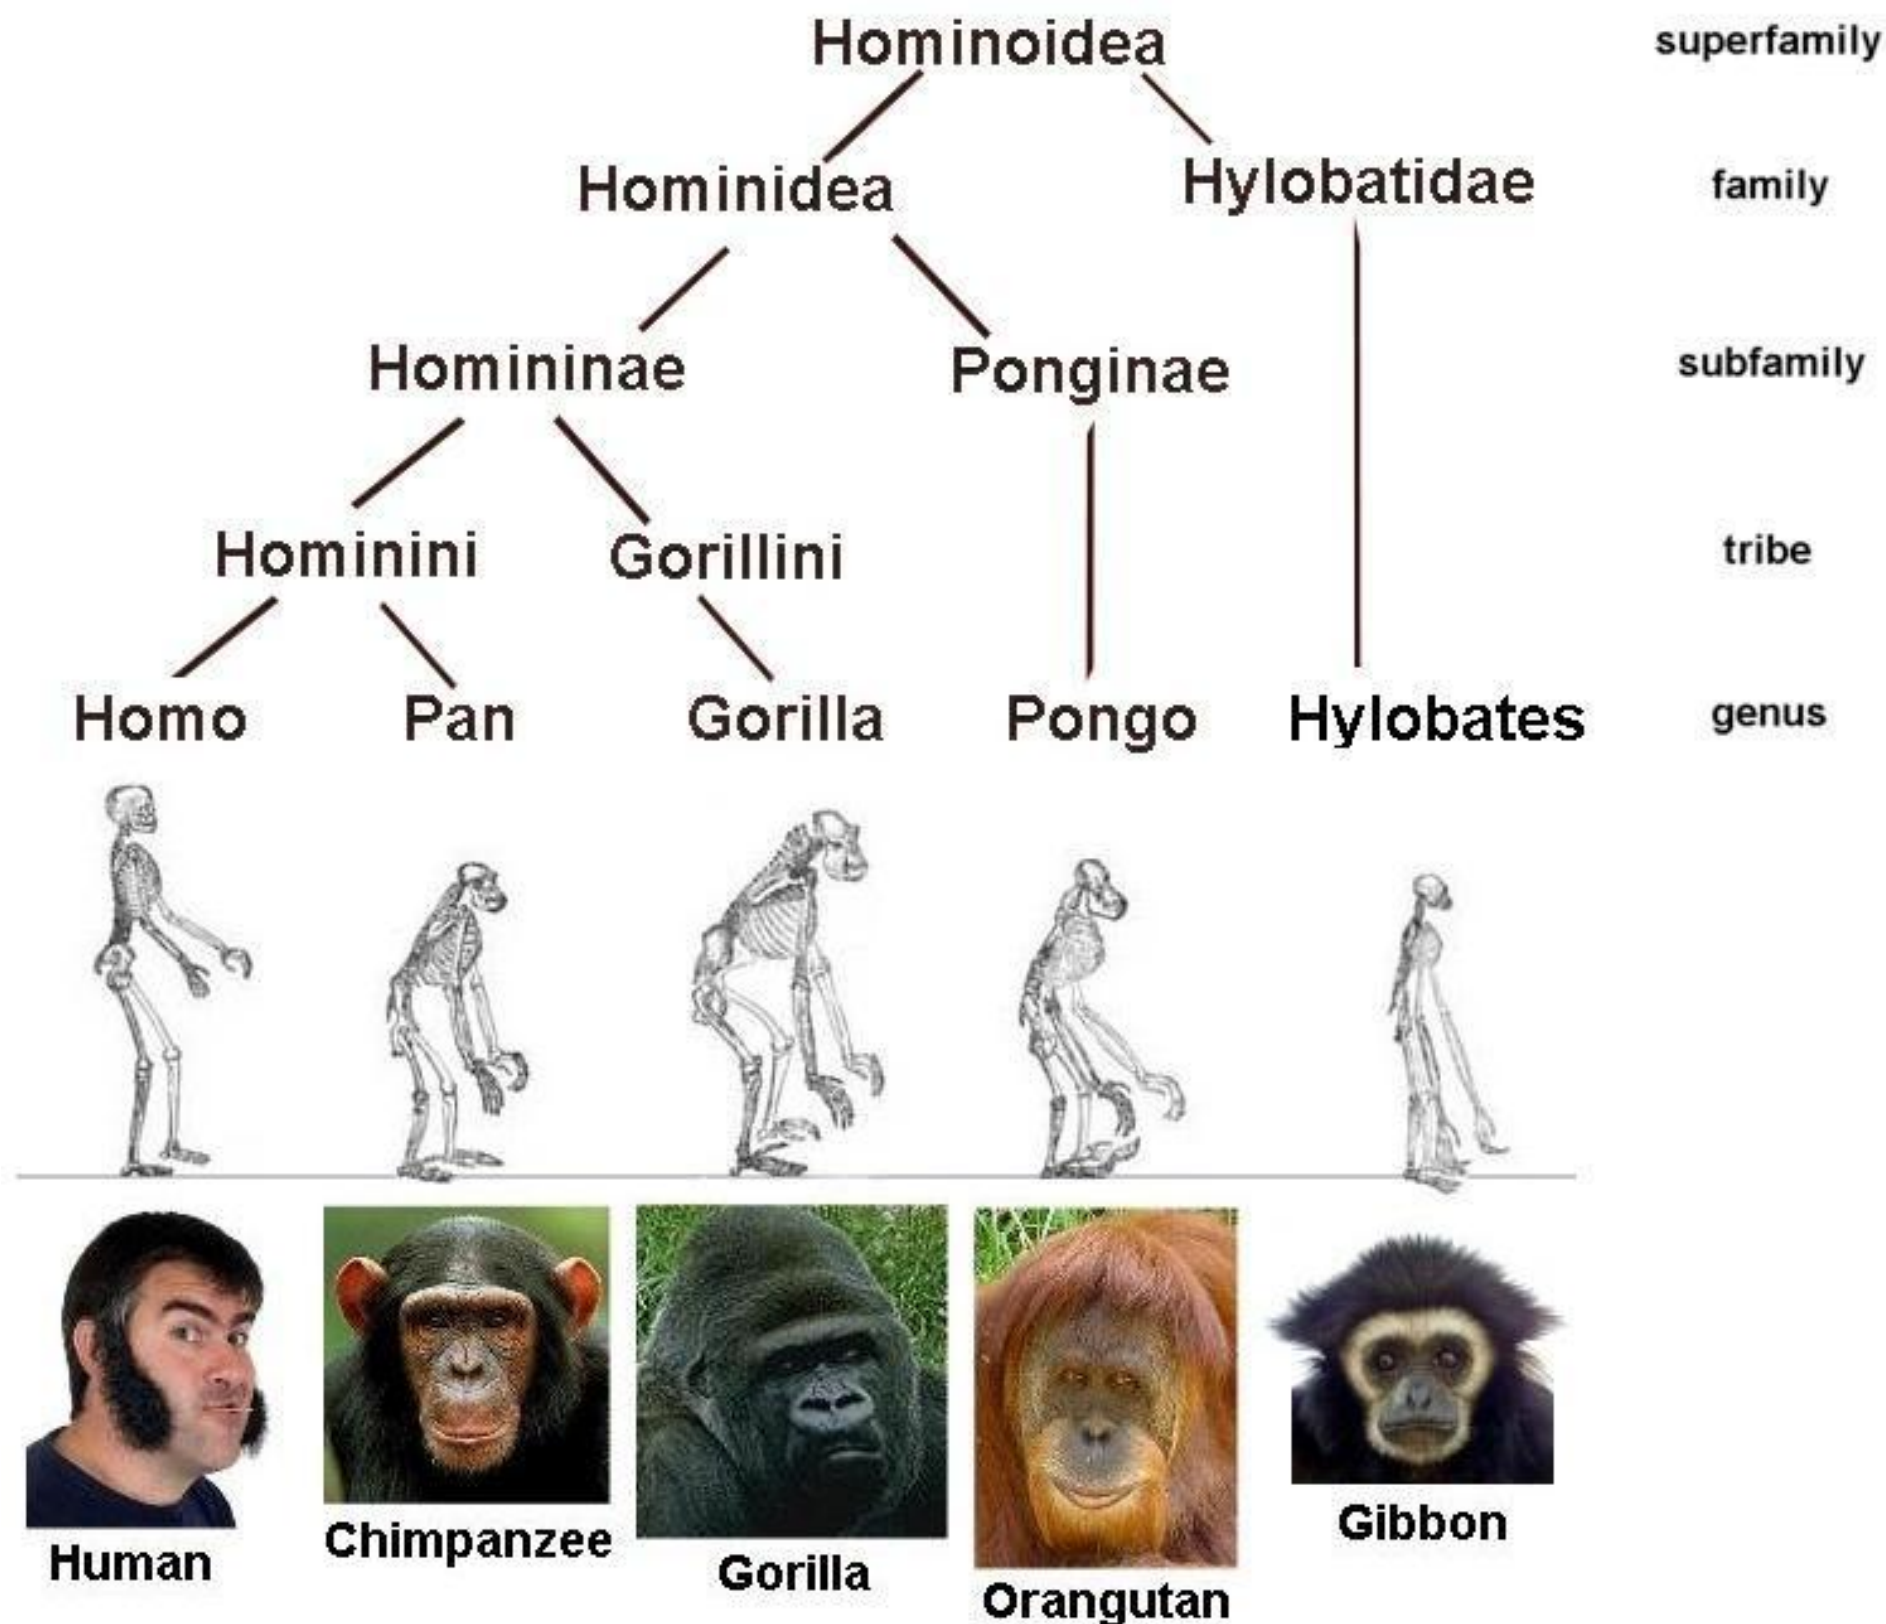 Hominoidea superfamily
Hominidea Hylobatidae family
Homininae Ponginae subfamily
Hominini Gorillini tribe
Homo Pan Gorilla Pongo Hylobates genus
Human
Chimpanzee
Gorilla
Orangutan
Gibbon